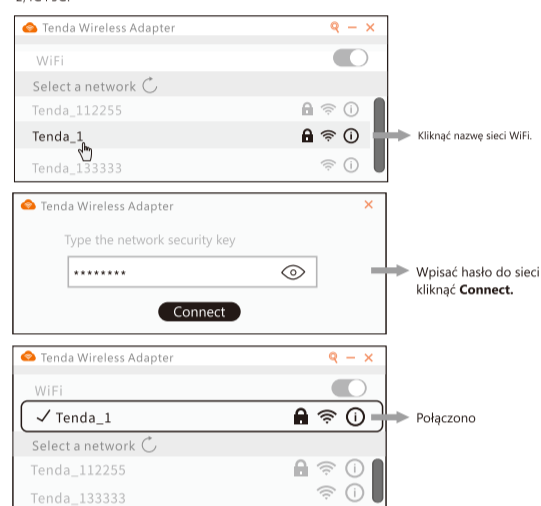 Tenda Wireless Adapter
WiFi
Select a network
Tenda_112255
Tenda_1
Kliknąć nazwę sieci WiFi.
Tenda_133333
Tenda Wireless Adapter
Type the network security key
********
Wpisać hasło do sieci
kliknąć Connect.
Connect
Tenda Wireless Adapter
WiFi
Tenda_1
Połączono
Select a network
Tenda_112255
Tenda_133333